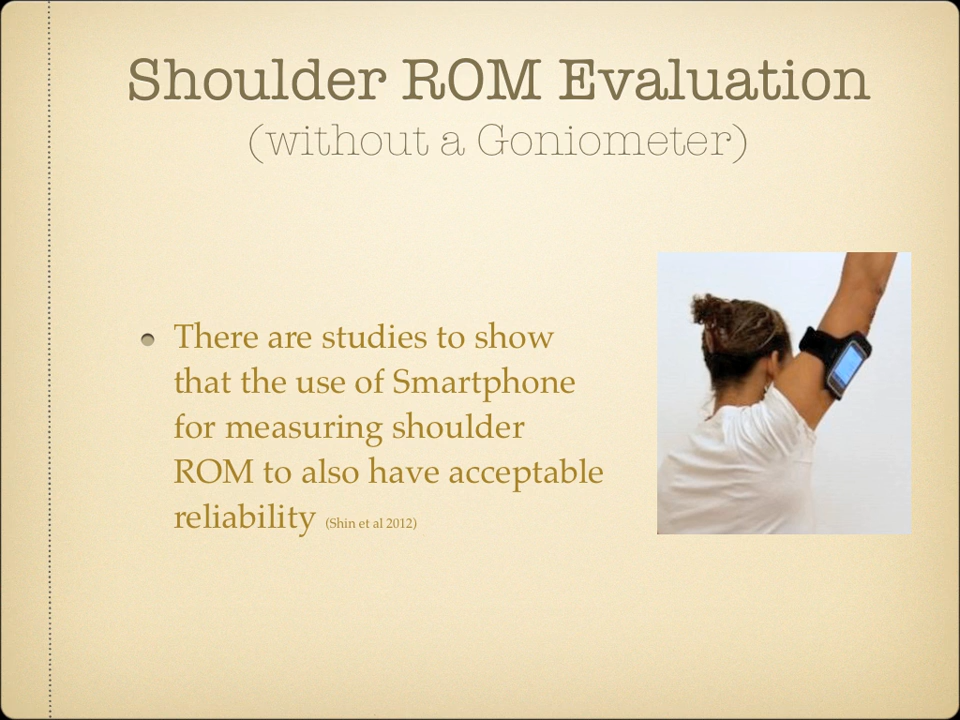 Shoulder ROM Evaluation
(without a Goniometer)
There are studies to show
that the use of Smartphone
for measuring shoulder
ROM to also have acceptable
reliability (Shin et al 2012)